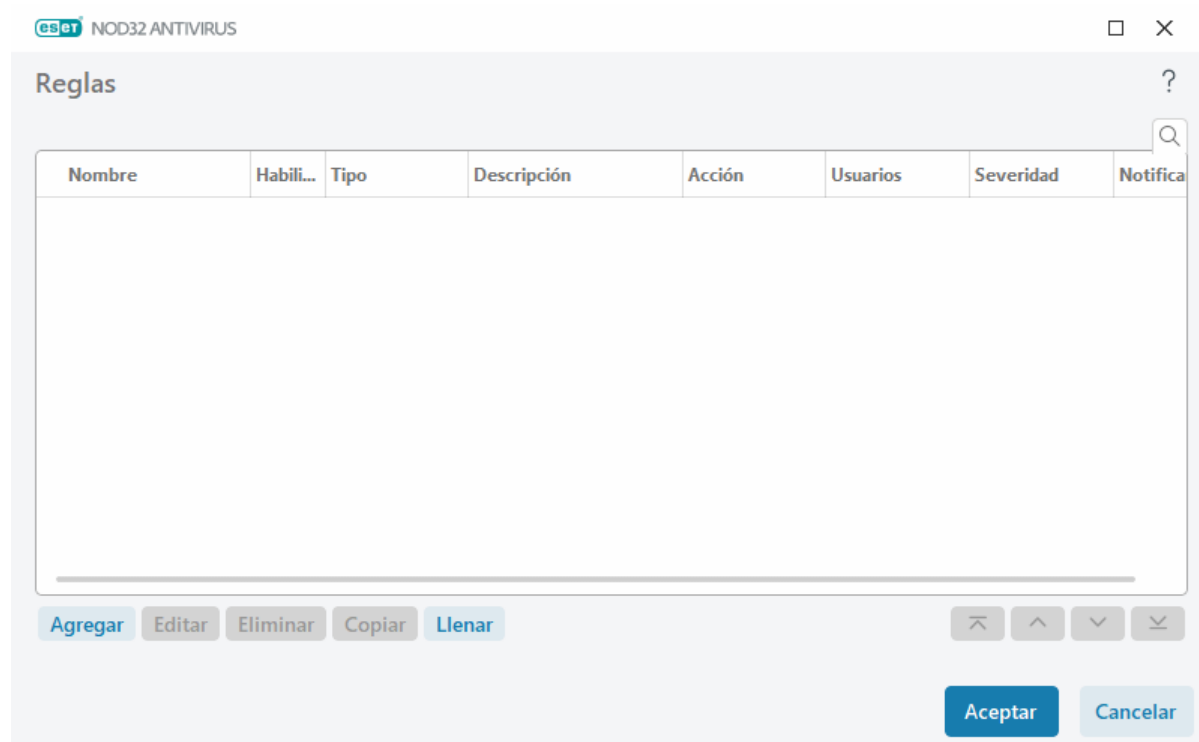 eset NOD32 ANTIVIRUS
Reglas
?
Nombre Habili... Tipo Descripción Acción Usuarios Severidad Notifica
Agregar Editar Eliminar Copiar Llenar
Aceptar Cancelar